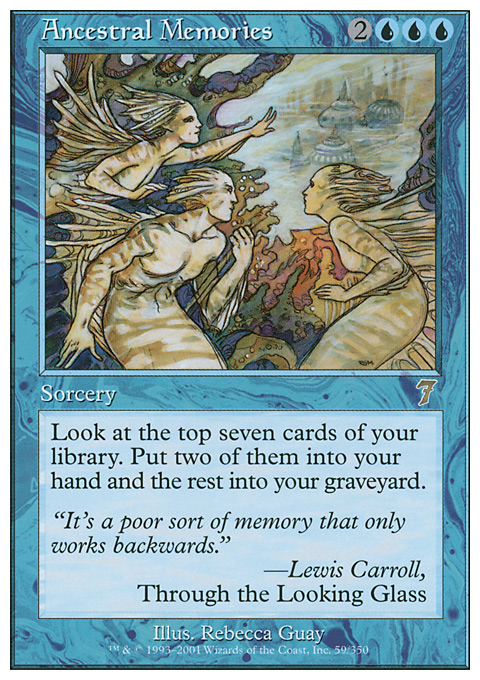 Ancestral Memories 2
Sorcery 7
Look at the top seven cards of your
library. Put two of them into your
hand and the rest into your graveyard.
“It’s a poor sort of memory that only
works backwards.”
—Lewis Carroll,
Through the Looking Glass
Illus. Rebecca Guay
™ & © 1993–2001 Wizards of the Coast, Inc. 59/350